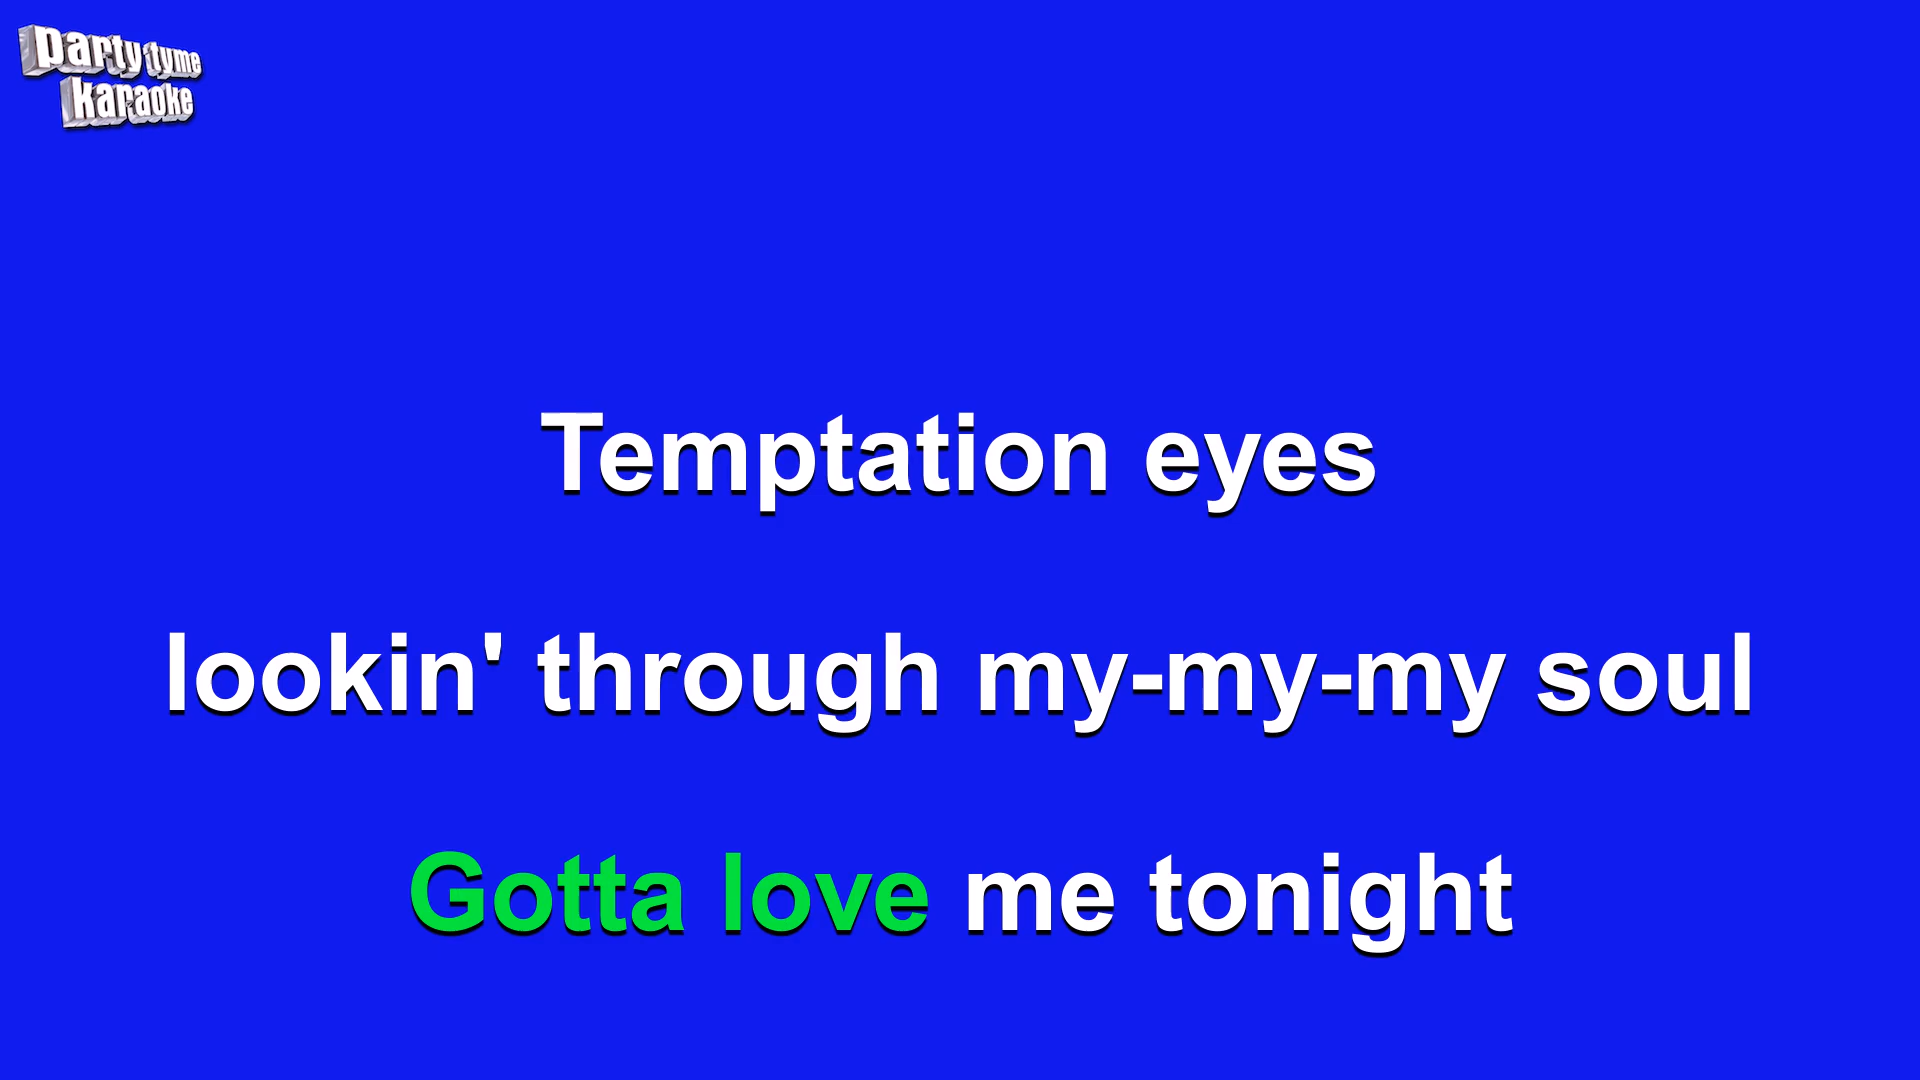 party tyme
karaoke
Temptation eyes
lookin' through my-my-my soul
Gotta love me tonight